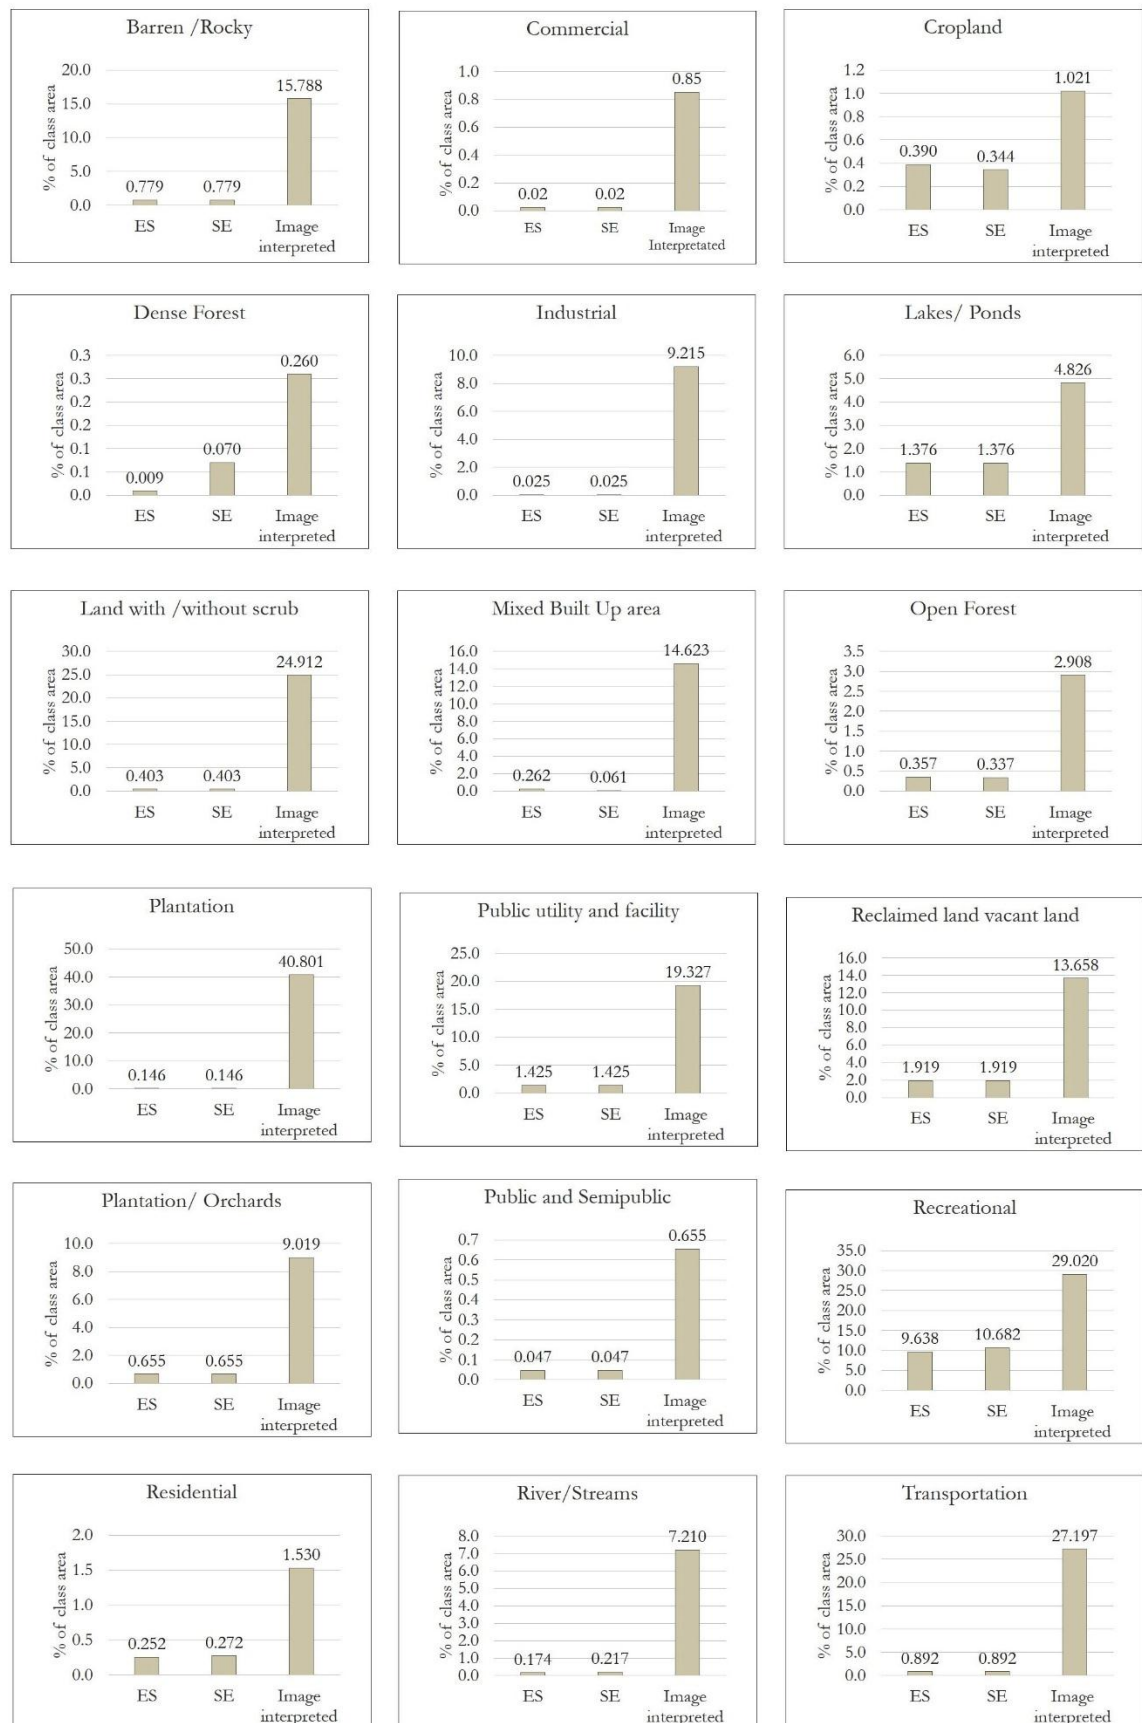 Barren /Rocky
% of class area
20.0
15.0
10.0
5.0
0.0
0.779
0.779
15.788
ES
SE
Image
interpreted
Commercial
% of class area
1.0
0.8
0.6
0.4
0.2
0.0
0.02
0.02
0.85
ES
SE
Image
Interpretated
Cropland
% of class area
1.2
1.0
0.8
0.6
0.4
0.2
0.0
0.390
0.344
1.021
ES
SE
Image
interpreted
Dense Forest
% of class area
0.3
0.3
0.2
0.2
0.1
0.1
0.0
0.009
0.070
0.260
ES
SE
Image
interpreted
Industrial
% of class area
10.0
8.0
6.0
4.0
2.0
0.0
0.025
0.025
9.215
ES
SE
Image
interpreted
Lakes/ Ponds
% of class area
6.0
5.0
4.0
3.0
2.0
1.0
0.0
1.376
1.376
4.826
ES
SE
Image
interpreted
Land with /without scrub
% of class area
30.0
25.0
20.0
15.0
10.0
5.0
0.0
0.403
0.403
24.912
ES
SE
Image
interpreted
Mixed Built Up area
% of class area
16.0
14.0
12.0
10.0
8.0
6.0
4.0
2.0
0.0
0.262
0.061
14.623
ES
SE
Image
interpreted
Open Forest
% of class area
3.5
3.0
2.5
2.0
1.5
1.0
0.5
0.0
0.357
0.337
2.908
ES
SE
Image
interpreted
Plantation
% of class area
50.0
40.0
30.0
20.0
10.0
0.0
0.146
0.146
40.801
ES
SE
Image
interpreted
Public utility and facility
% of class area
25.0
20.0
15.0
10.0
5.0
0.0
1.425
1.425
19.327
ES
SE
Image
interpreted
Reclaimed land vacant land
% of class area
16.0
14.0
12.0
10.0
8.0
6.0
4.0
2.0
0.0
1.919
1.919
13.658
ES
SE
Image
interpreted
Plantation/ Orchards
% of class area
10.0
8.0
6.0
4.0
2.0
0.0
0.655
0.655
9.019
ES
SE
Image
interpreted
Public and Semipublic
% of class area
0.7
0.6
0.5
0.4
0.3
0.2
0.1
0.0
0.047
0.047
0.655
ES
SE
Image
interpreted
Recreational
% of class area
35.0
30.0
25.0
20.0
15.0
10.0
5.0
0.0
9.638
10.682
29.020
ES
SE
Image
interpreted
Residential
% of class area
2.0
1.5
1.0
0.5
0.0
0.252
0.272
1.530
ES
SE
Image
interpreted
River/Streams
% of class area
8.0
7.0
6.0
5.0
4.0
3.0
2.0
1.0
0.0
0.174
0.217
7.210
ES
SE
Image
interpreted
Transportation
% of class area
30.0
25.0
20.0
15.0
10.0
5.0
0.0
0.892
0.892
27.197
ES
SE
Image
interpreted